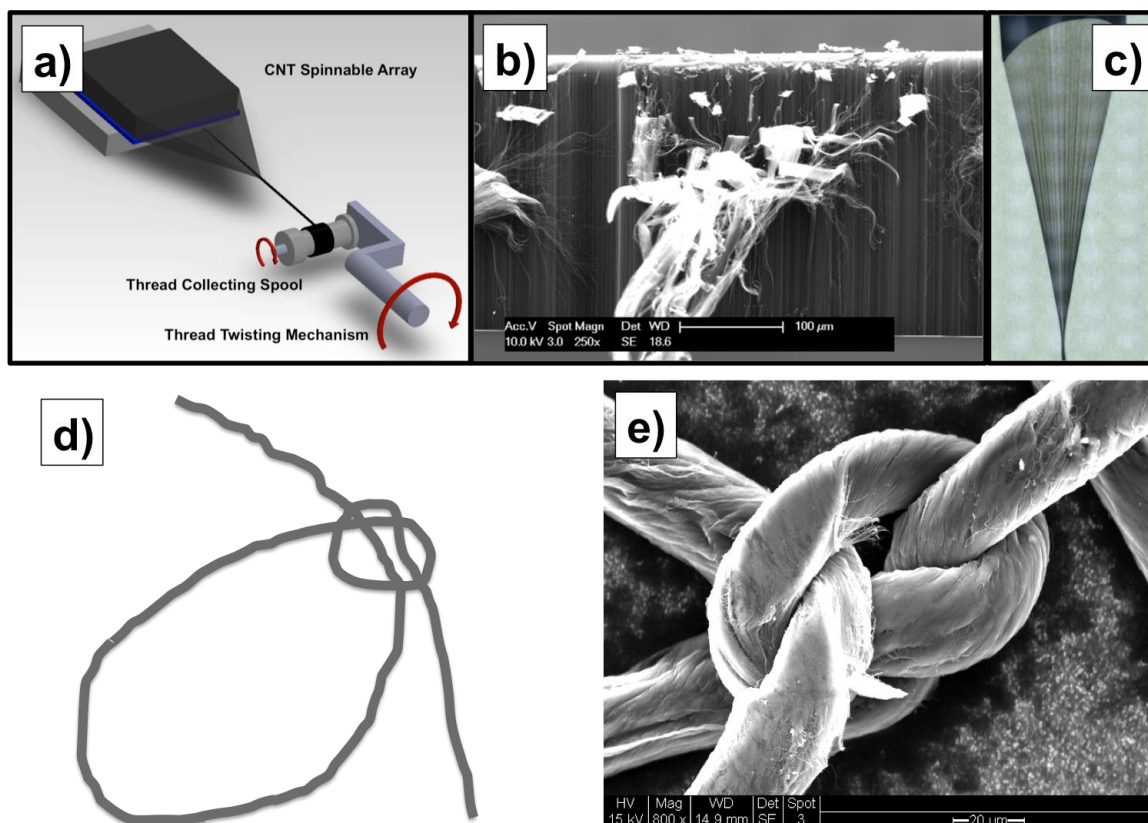 a)
CNT Spinnable Array
Thread Collecting Spool
Thread Twisting Mechanism
b)
Acc.V Spot Magn Det WD
10.0 kV 3.0 250x SE 18.6
100 µm
c)
d)
e)
HV Mag WD Det Spot
15 kV 800 x 14.9 mm SE 3
20 µm